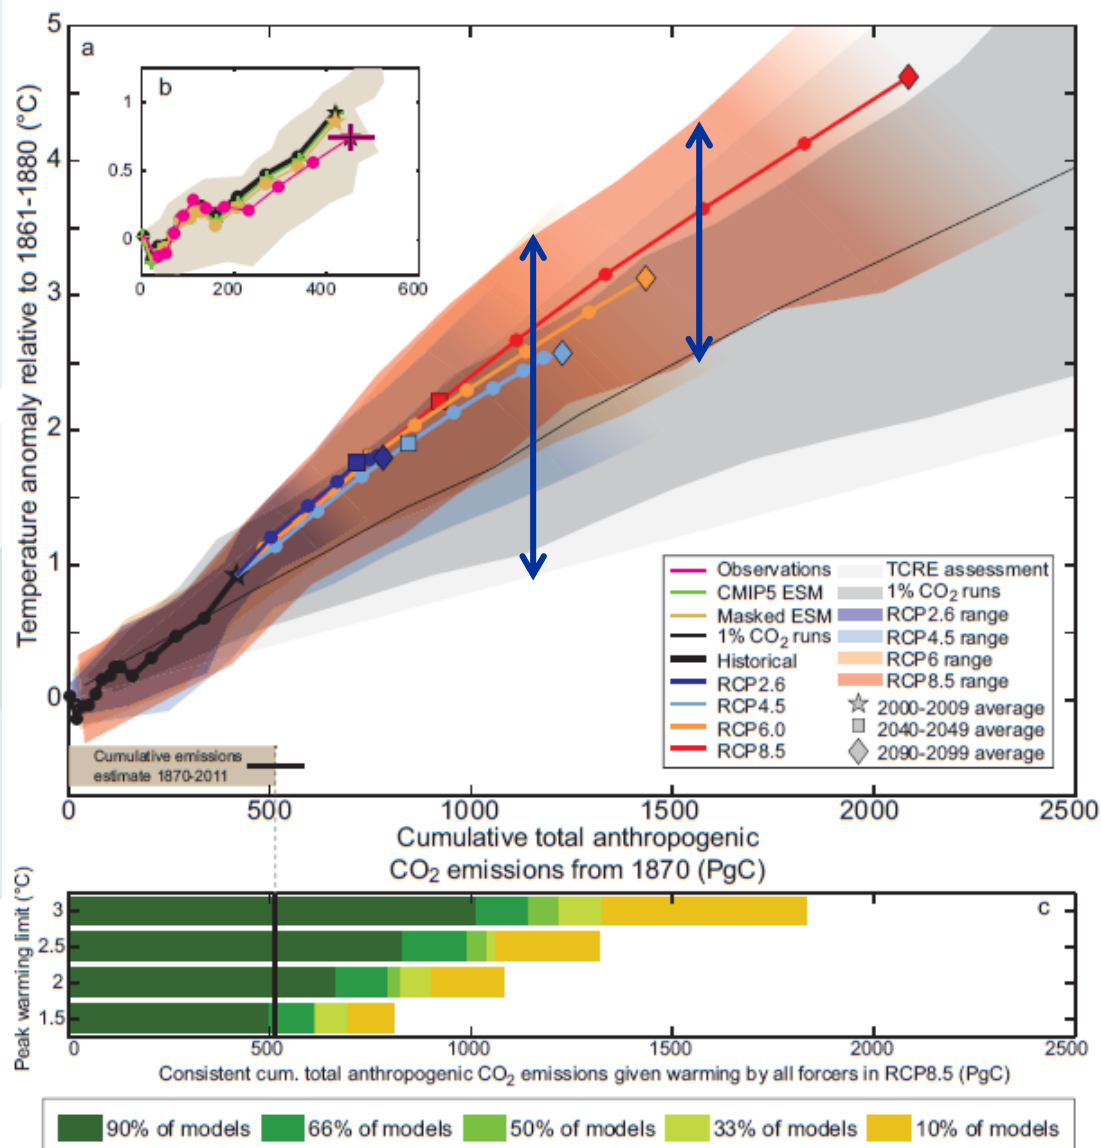 5
4
3
2
1
0
Temperature anomaly relative to 1861-1880 (°C)
a
b
1
0.5
0
0
200
400
600
Observations
CMIP5 ESM
Masked ESM
1% CO2 runs
Historical
RCP2.6
RCP4.5
RCP6.0
RCP8.5
TCRE assessment
1% CO2 runs
RCP2.6 range
RCP4.5 range
RCP6 range
RCP8.5 range
2000-2009 average
2040-2049 average
2090-2099 average
Cumulative emissions
estimate 1870-2011
0
500
1000
1500
2000
2500
Cumulative total anthropogenic
CO2 emissions from 1870 (PgC)
Peak warming limit (°C)
c
3
2.5
2
1.5
0
500
1000
1500
2000
2500
Consistent cum. total anthropogenic CO2 emissions given warming by all forcers in RCP8.5 (PgC)
90% of models
66% of models
50% of models
33% of models
10% of models